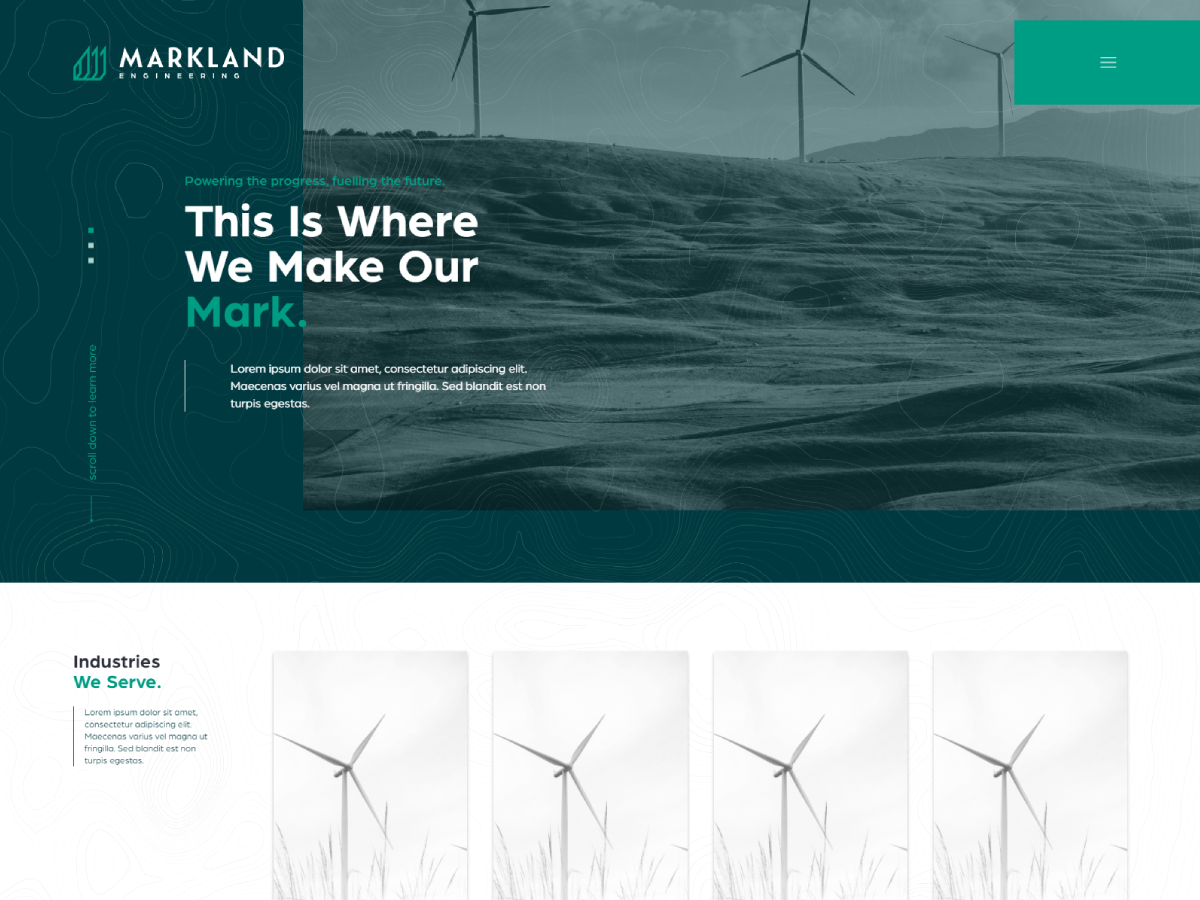 MARKLAND
ENGINEERING
Powering the progress, fuelling the future.
This Is Where
We Make Our
Mark.
Lorem ipsum dolor sit amet, consectetur adipiscing elit.
Maecenas varius vel magna ut fringilla. Sed blandit est non
turpis egestas.
scroll down to learn more
Industries
We Serve.
Lorem ipsum dolor sit amet,
consectetur adipiscing elit.
Maecenas varius vel magna ut
fringilla. Sed blandit est non
turpis egestas.